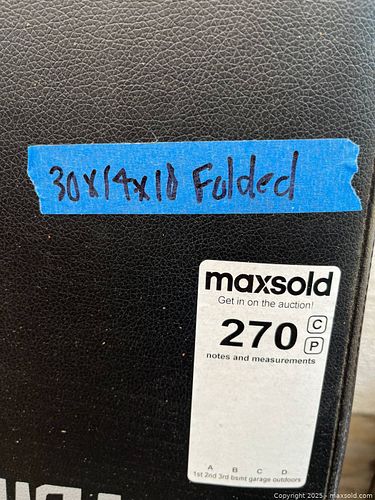 30x14x10 Folded
maxsold
Get in on the auction!
270 C
P
notes and measurements
A B C D
1st 2nd 3rd bsmt garage outdoors
Copyright 2025 - maxsold.com